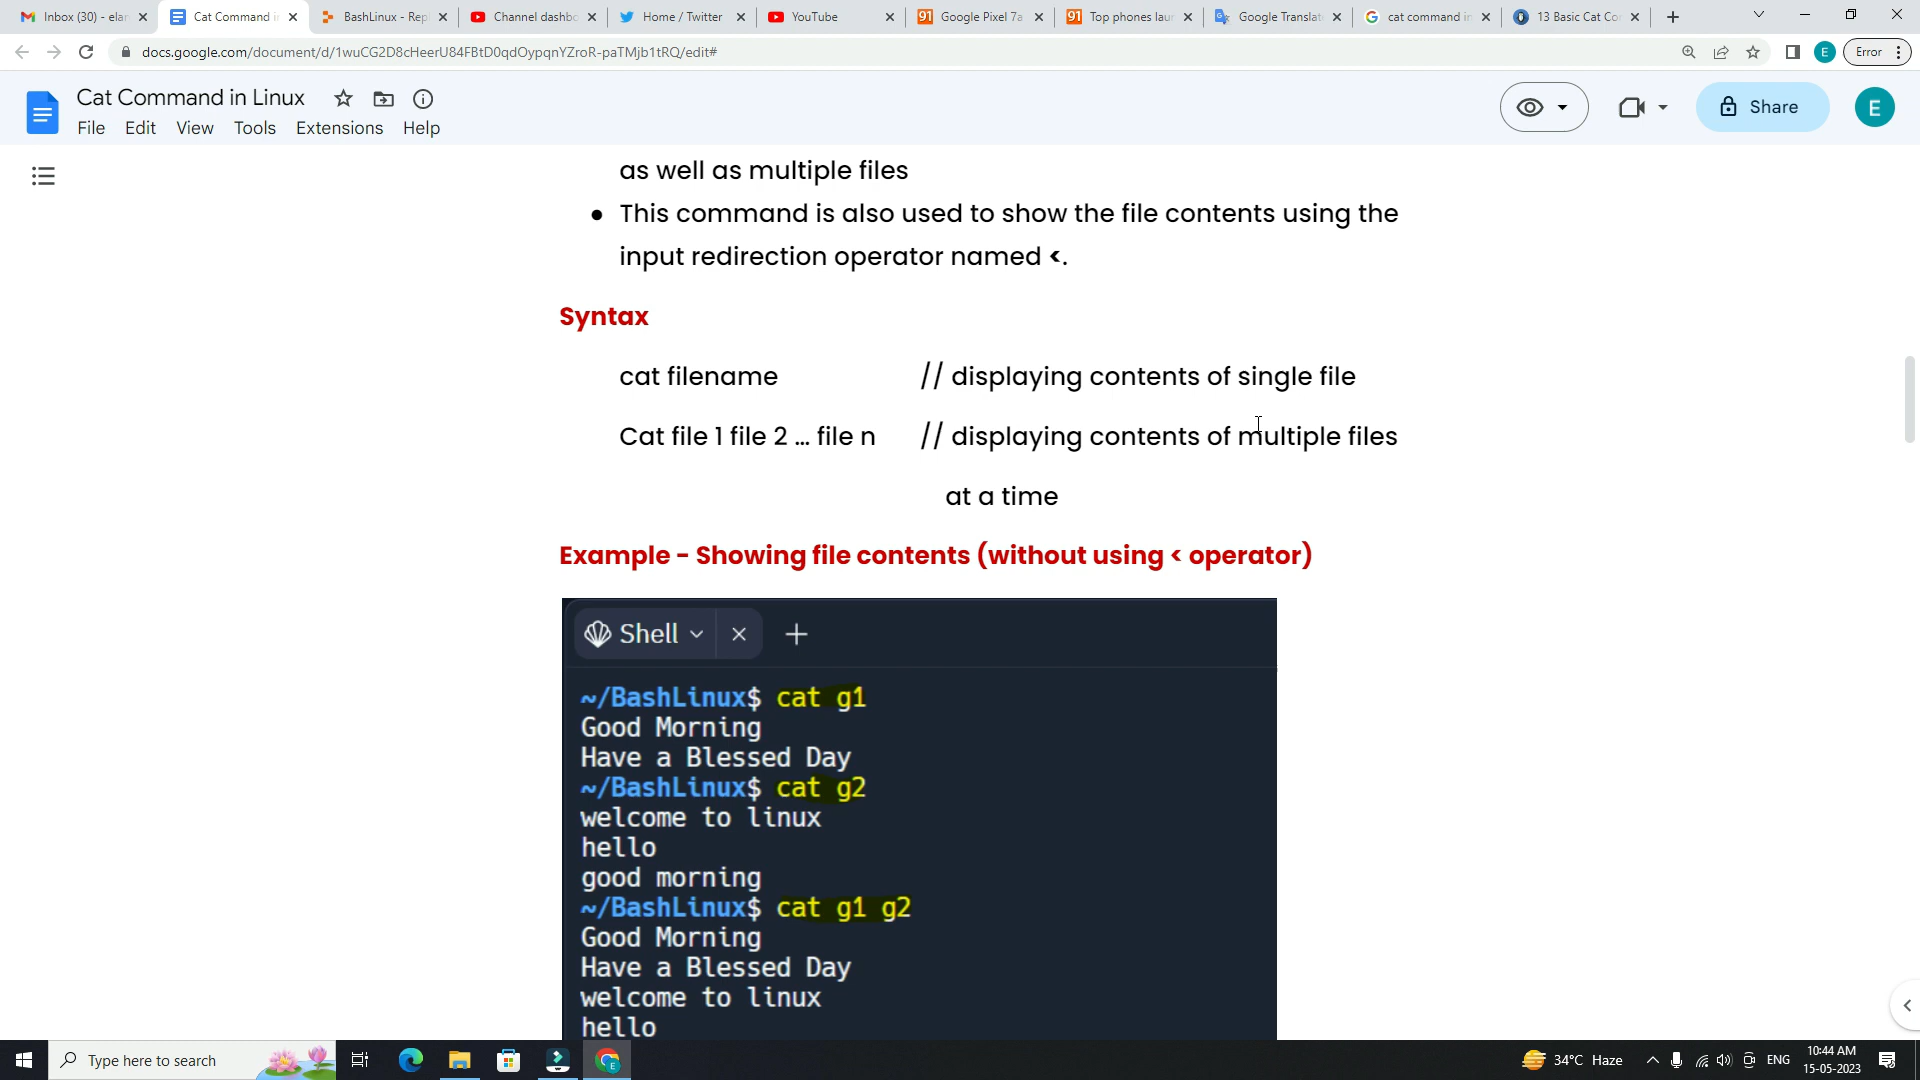 Inbox (30) - ela
Cat Command i
BashLinux - Rep
Channel dashbo
Home / Twitter
YouTube
Google Pixel 7a
Top phones lau
Google Translat
cat command in
13 Basic Cat Co
docs.google.com/document/d/1wuCG2D8cHeerU84FBtD0qdOypqnYZroR-paTMjb1tRQ/edit#
E
Error
Cat Command in Linux
File Edit View Tools Extensions Help
Share
E
as well as multiple files
● This command is also used to show the file contents using the
input redirection operator named <.
Syntax
cat filename // displaying contents of single file
Cat file 1 file 2 ... file n // displaying contents of multiple files
at a time
Example - Showing file contents (without using < operator)
Shell
~/BashLinux$ cat g1
Good Morning
Have a Blessed Day
~/BashLinux$ cat g2
welcome to linux
hello
good morning
~/BashLinux$ cat g1 g2
Good Morning
Have a Blessed Day
welcome to linux
hello
Type here to search
34°C Haze
ENG
10:44 AM
15-05-2023